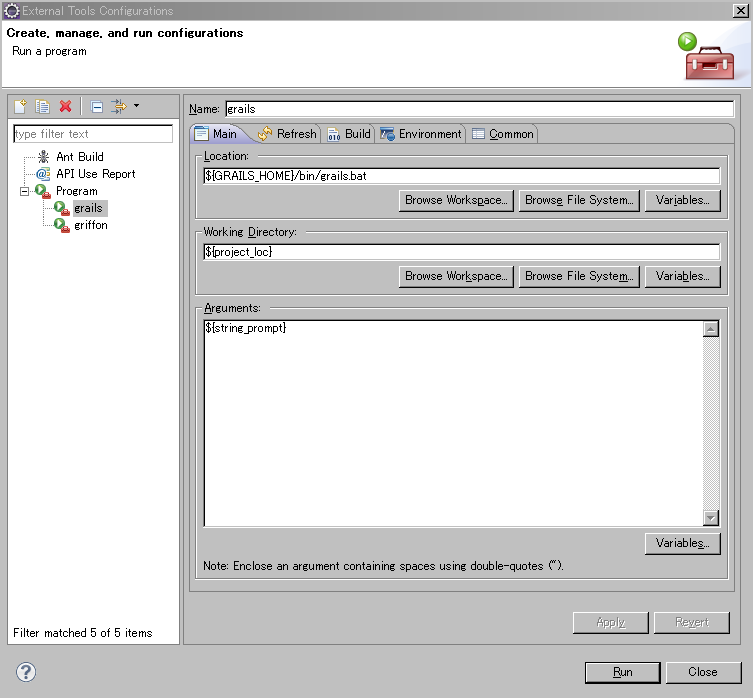 External Tools Configurations
Create, manage, and run configurations
Run a program
type filter text
Ant Build
API Use Report
Program
grails
griffon
Filter matched 5 of 5 items
Name: grails
Main Refresh Build Environment Common
Location:
${GRAILS_HOME}/bin/grails.bat
Browse Workspace... Browse File System... Variables...
Working Directory:
${project_loc}
Browse Workspace... Browse File System... Variables...
Arguments:
${string_prompt}
Variables...
Note: Enclose an argument containing spaces using double-quotes (").
Apply Revert
Run Close